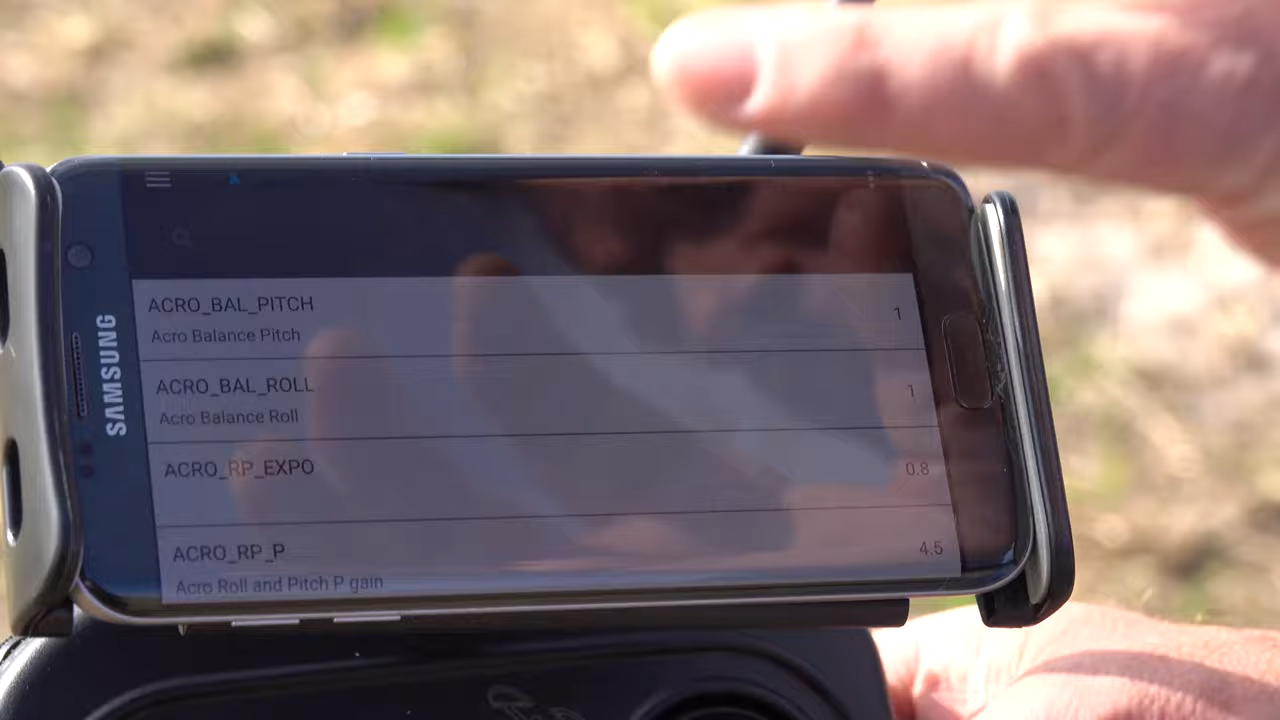 SAMSUNG
ACRO_BAL_PITCH
1
Acro Balance Pitch
ACRO_BAL_ROLL
1
Acro Balance Roll
ACRO_RP_EXPO
0.8
ACRO_RP_P
4.5
Acro Roll and Pitch P gain